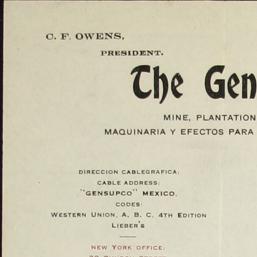 C. F. OWENS,
PRESIDENT.
The Gen
MINE, PLANTATION
MAQUINARIA Y EFECTOS PARA
DIRECCION CABLEGRAFICA:
CABLE ADDRESS:
"GENSUPCO" MEXICO.
CODES:
WESTERN UNION, A, B, C. 4TH EDITION
LIEBER'S
NEW YORK OFFICE: